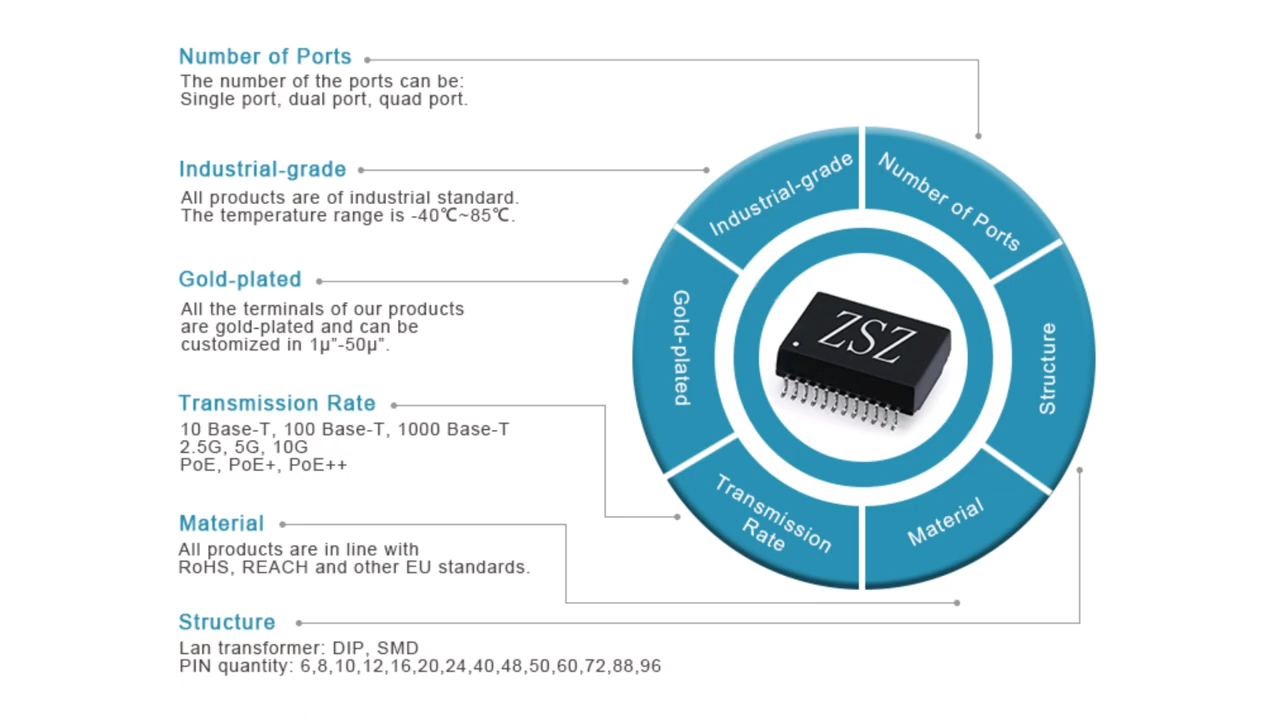 Number of Ports
The number of the ports can be:
Single port, dual port, quad port.
Industrial-grade
All products are of industrial standard.
The temperature range is -40℃~85℃.
Gold-plated
All the terminals of our products
are gold-plated and can be
customized in 1μ"-50μ".
Transmission Rate
10 Base-T, 100 Base-T, 1000 Base-T
2.5G, 5G, 10G
PoE, PoE+, PoE++
Material
All products are in line with
RoHS, REACH and other EU standards.
Structure
Lan transformer: DIP, SMD
PIN quantity: 6,8,10,12,16,20,24,40,48,50,60,72,88,96
Industrial-grade
Number of Ports
Gold-plated
Structure
Transmission
Rate
Material
ZSZ